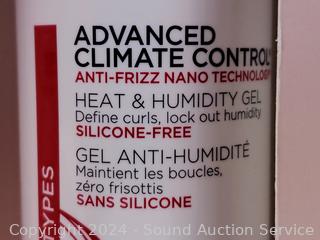 ADVANCED
CLIMATE CONTROL®
ANTI-FRIZZ NANO TECHNOLOGY
HEAT & HUMIDITY GEL
Define curls, lock out humidity
SILICONE-FREE
GEL ANTI-HUMIDITÉ
Maintient les boucles,
zéro frisottis
SANS SILICONE
TYPES
Copyright 2024 - Sound Auction Service